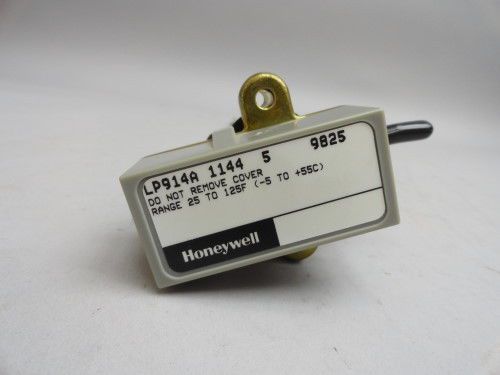 LP914A 1144 5 9825
DO NOT REMOVE COVER
RANGE 25 TO 125F (-5 TO +55C)
Honeywell